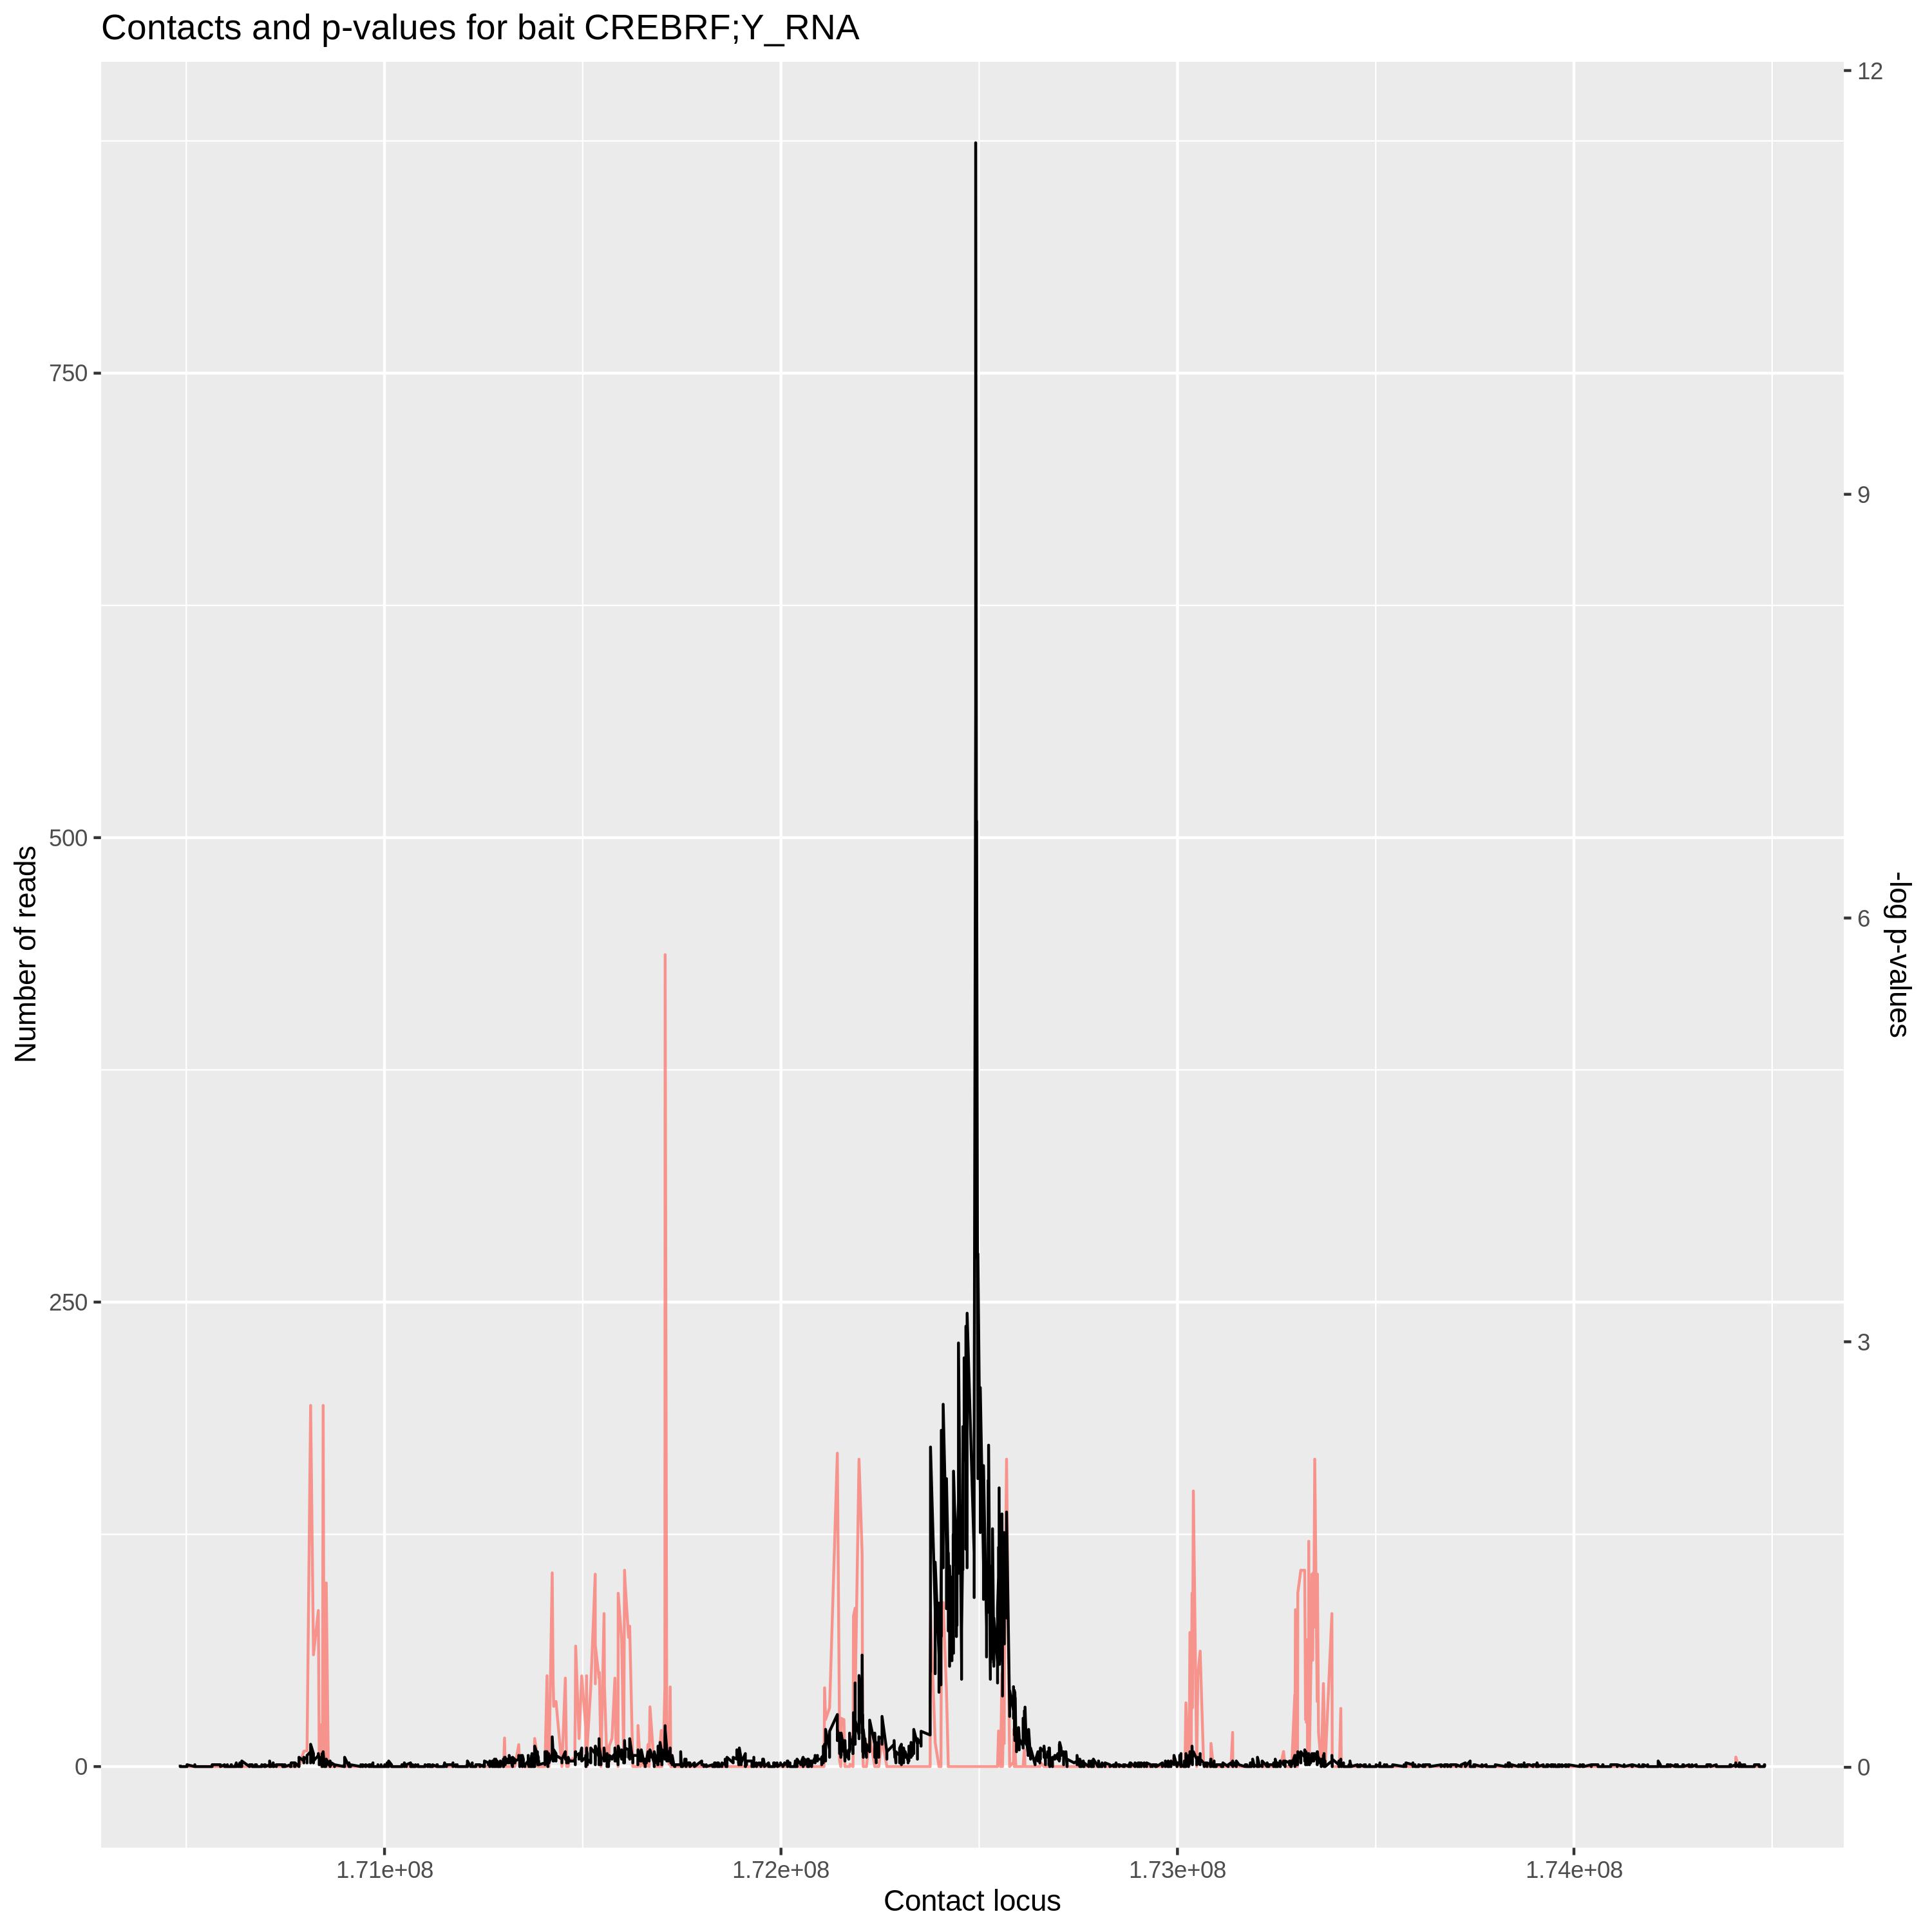 Contacts and p-values for bait CREBRF;Y_RNA
12
750
9
500
6
Number of reads
-log p-values
250
3
0
0
1.71e+08
1.72e+08
1.73e+08
1.74e+08
Contact locus